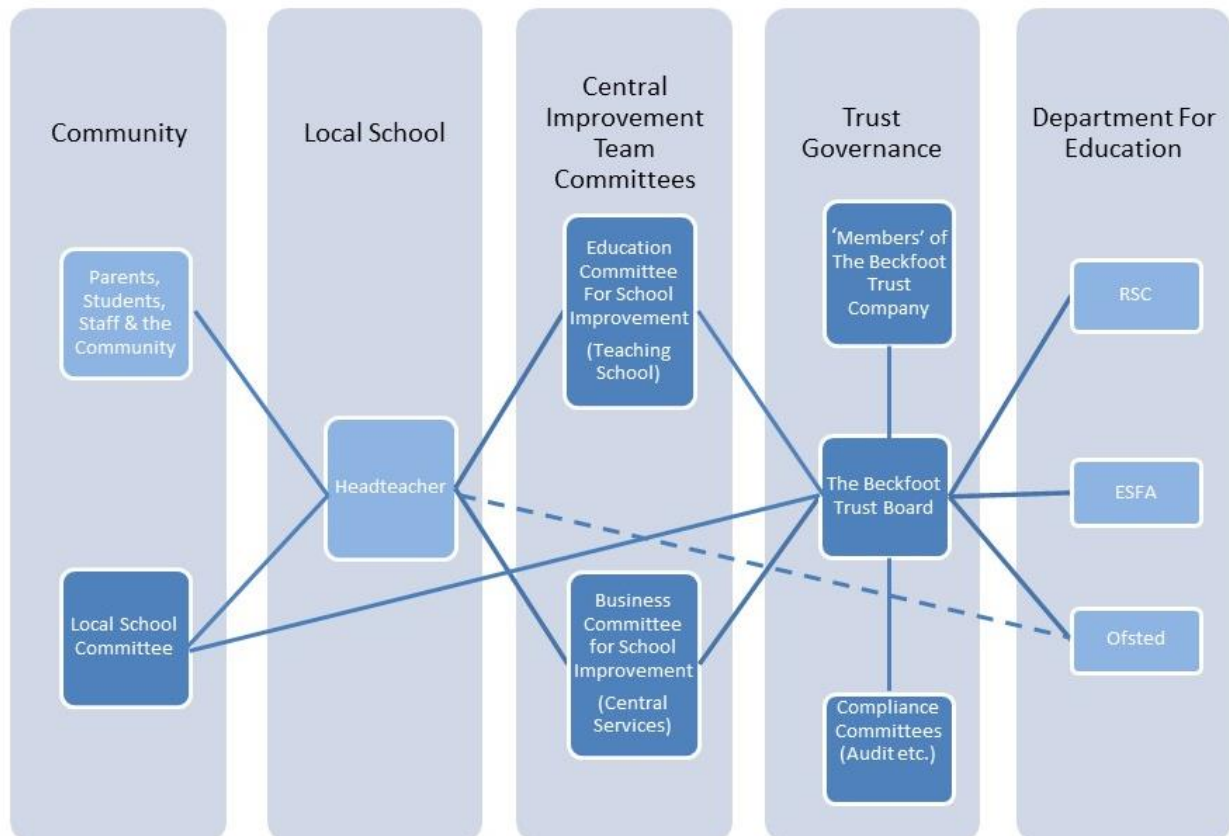 Community
Parents,
Students,
Staff & the
Community
Local School
Committee
Local School
Headteacher
Central
Improvement
Team
Committees
Education
Committee
For School
Improvement
(Teaching
School)
Business
Committee
for School
Improvement
(Central
Services)
Trust
Governance
‘Members’ of
The Beckfoot
Trust
Company
The Beckfoot
Trust Board
Compliance
Committees
(Audit etc.)
Department For
Education
RSC
ESFA
Ofsted